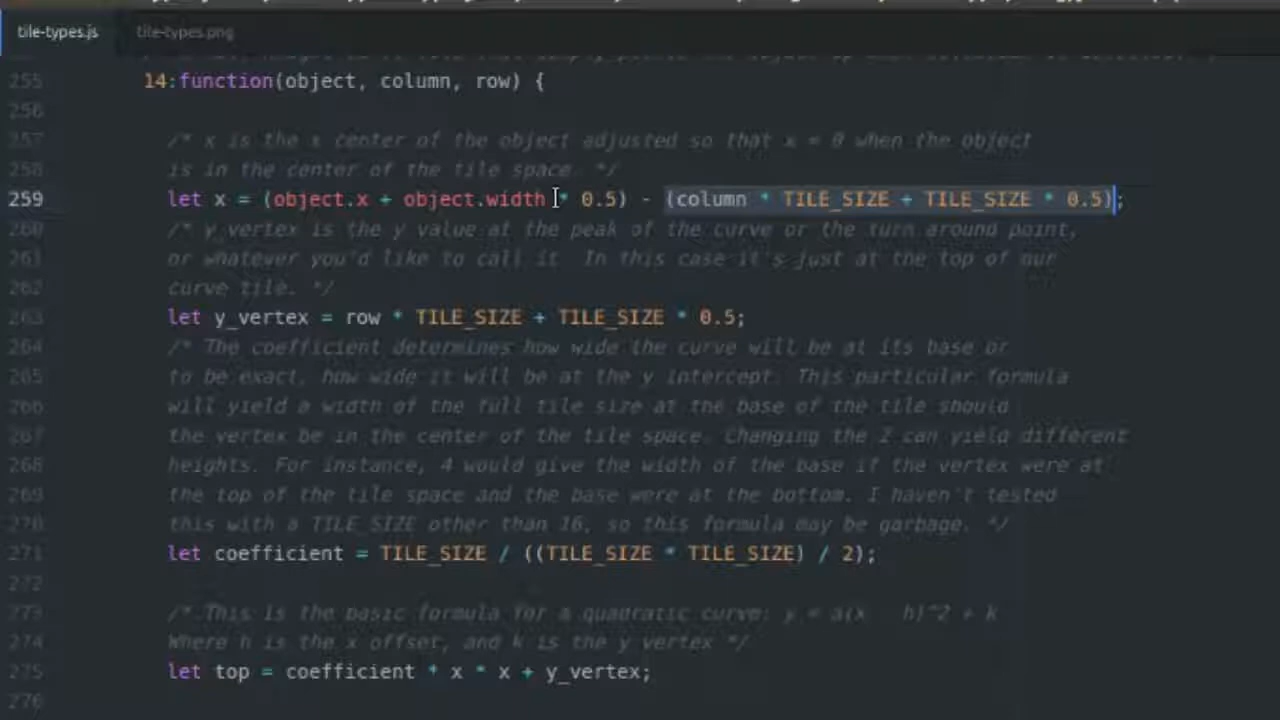 tile-types.js tile-types.png
255 14:function(object, column, row) {
256
257 /* x is the x center of the object adjusted so that x = 0 when the object
258 is in the center of the tile space. */
259 let x = (object.x + object.width * 0.5) - (column * TILE_SIZE + TILE_SIZE * 0.5);
260 /* y_vertex is the y value at the peak of the curve or the turn around point,
261 or whatever you'd like to call it. In this case it's just at the top of our
262 curve tile. */
263 let y_vertex = row * TILE_SIZE + TILE_SIZE * 0.5;
264 /* The coefficient determines how wide the curve will be at its base or
265 to be exact, how wide it will be at the y intercept. This particular formula
266 will yield a width of the full tile size at the base of the tile should
267 the vertex be in the center of the tile space. Changing the 2 can yield different
268 heights. For instance, 4 would give the width of the base if the vertex were at
269 the top of the tile space and the base were at the bottom. I haven't tested
270 this with a TILE_SIZE other than 16, so this formula may be garbage. */
271 let coefficient = TILE_SIZE / ((TILE_SIZE * TILE_SIZE) / 2);
272
273 /* This is the basic formula for a quadratic curve: y = a(x h)^2 + k
274 Where h is the x offset, and k is the y vertex */
275 let top = coefficient * x * x + y_vertex;
276